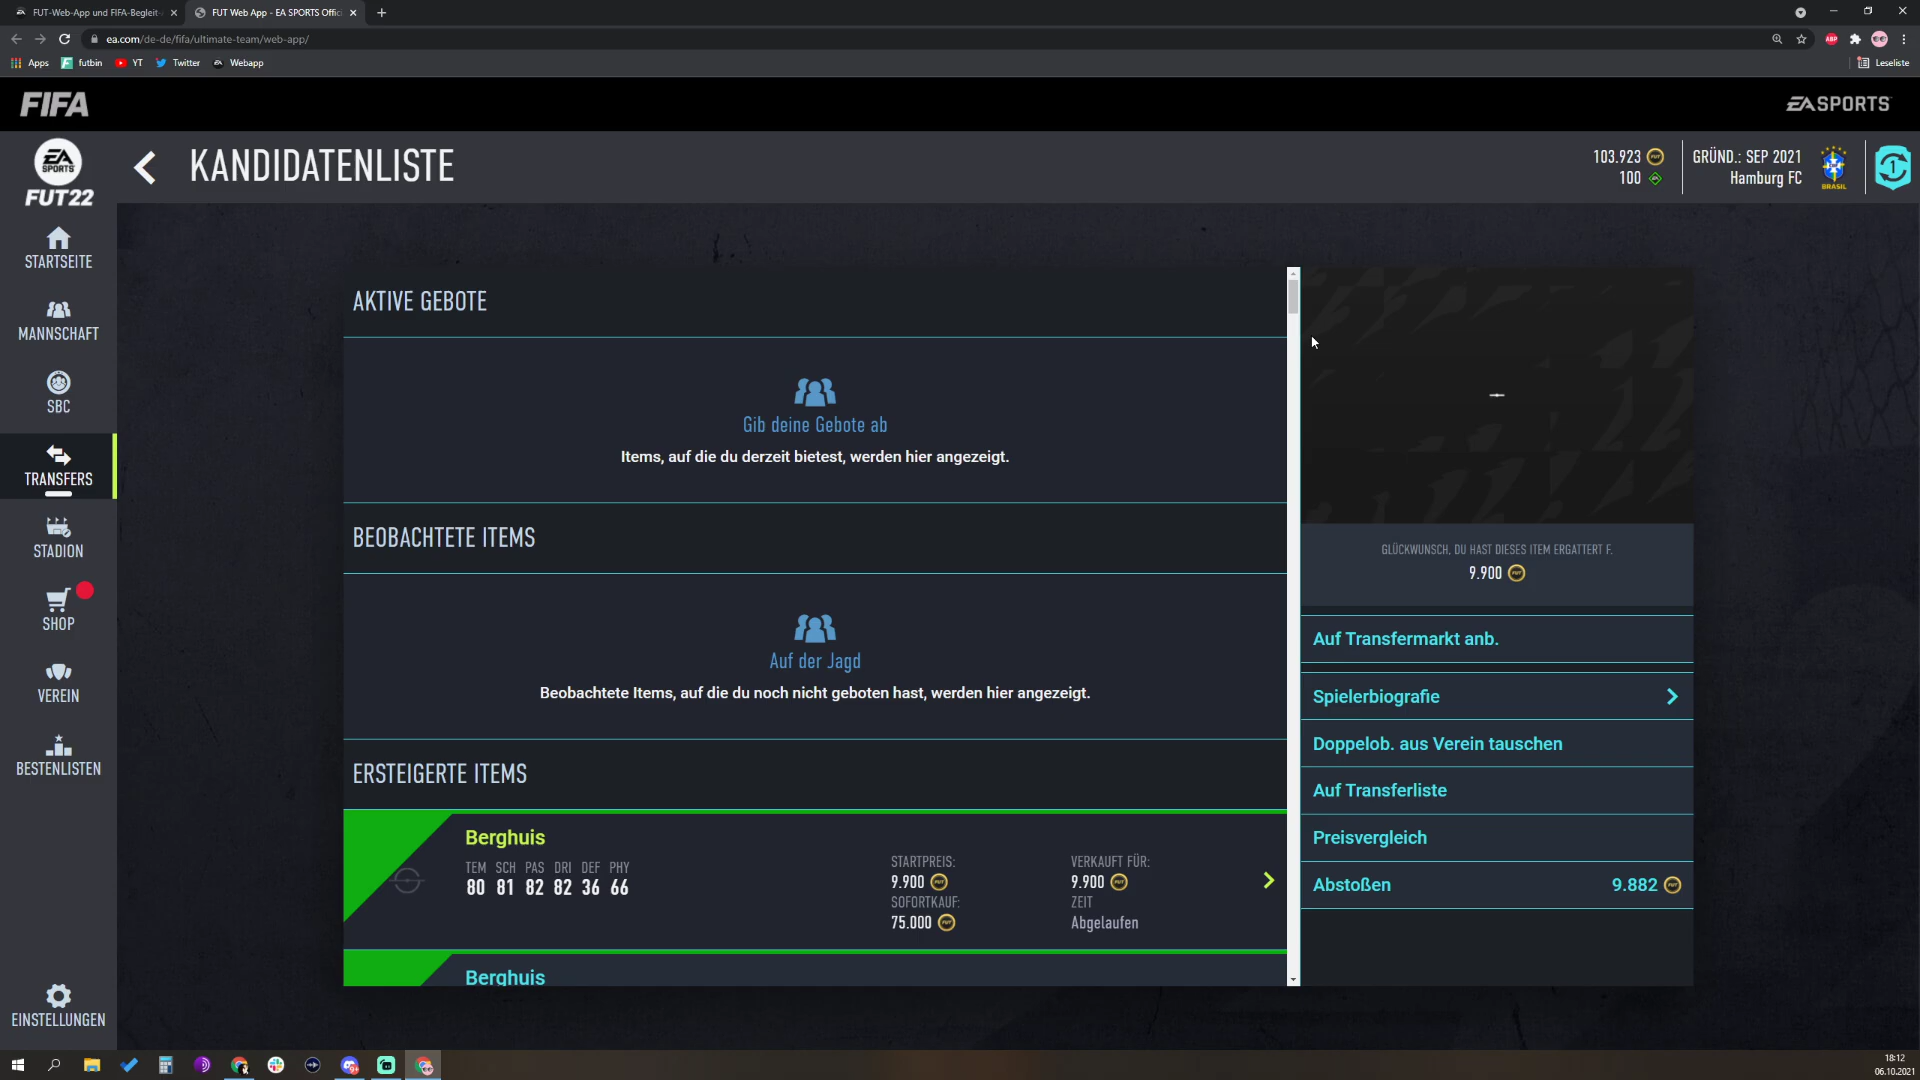 FUT-Web-App und FIFA-Begleit-
FUT Web App - EA SPORTS Offic
ea.com/de-de/fifa/ultimate-team/web-app/
ABP
Apps
futbin
YT
Twitter
Webapp
Leseliste
FIFA
EA SPORTS
EA SPORTS
FUT22
KANDIDATENLISTE
103.923
100
GRÜND.: SEP 2021
Hamburg FC
BRASIL
1
STARTSEITE
MANNSCHAFT
SBC
TRANSFERS
STADION
SHOP
VEREIN
BESTENLISTEN
EINSTELLUNGEN
AKTIVE GEBOTE
Gib deine Gebote ab
Items, auf die du derzeit bietest, werden hier angezeigt.
BEOBACHTETE ITEMS
Auf der Jagd
Beobachtete Items, auf die du noch nicht geboten hast, werden hier angezeigt.
ERSTEIGERTE ITEMS
Berghuis
TEM SCH PAS DRI DEF PHY
80 81 82 82 36 66
STARTPREIS:
9.900
SOFORTKAUF:
75.000
VERKAUFT FÜR:
9.900
ZEIT
Abgelaufen
Berghuis
GLÜCKWUNSCH, DU HAST DIESES ITEM ERGATTERT F.
9.900
Auf Transfermarkt anb.
Spielerbiografie
Doppelob. aus Verein tauschen
Auf Transferliste
Preisvergleich
Abstoßen 9.882
18:12
06.10.2021